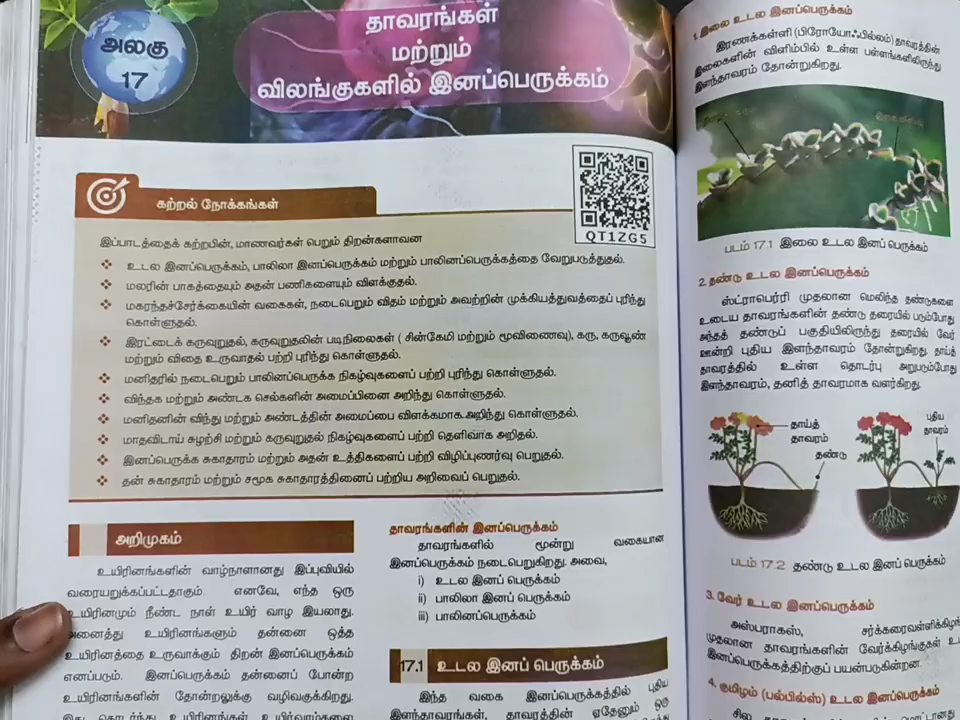 அலகு
17
தாவரங்கள்
மற்றும்
விலங்குகளில் இனப்பெருக்கம்
QT1ZG5
கற்றல் நோக்கங்கள்
இப்பாடத்தைக் கற்றபின், மாணவர்கள் பெறும் திறன்களாவன
உடல இனப்பெருக்கம், பாலிலா இனப்பெருக்கம் மற்றும் பாலினப்பெருக்கத்தை வேறுபடுத்துதல்.
மலரின் பாகத்தையும் அதன் பணிகளையும் விளக்குதல்.
மகரந்தச்சேர்க்கையின் வகைகள், நடைபெறும் விதம் மற்றும் அவற்றின் முக்கியத்துவத்தைப் புரிந்து
கொள்ளுதல்.
இரட்டைக் கருவுறுதல், கருவுறுதலின் படிநிலைகள் ( சின்கேமி மற்றும் மூவிணைவு), கரு, கருவூண்
மற்றும் விதை உருவாதல் பற்றி புரிந்து கொள்ளுதல்.
மனிதரில் நடைபெறும் பாலினப்பெருக்க நிகழ்வுகளைப் பற்றி புரிந்து கொள்ளுதல்.
விந்தக மற்றும் அண்டக செல்களின் அமைப்பினை அறிந்து கொள்ளுதல்.
மனிதனின் விந்து மற்றும் அண்டத்தின் அமைப்பை விளக்கமாக அறிந்து கொள்ளுதல்.
மாதவிடாய் சுழற்சி மற்றும் கருவுறுதல் நிகழ்வுகளைப் பற்றி தெளிவாக அறிதல்.
இனப்பெருக்க சுகாதாரம் மற்றும் அதன் உத்திகளைப் பற்றி விழிப்புணர்வு பெறுதல்.
தன் சுகாதாரம் மற்றும் சமூக சுகாதாரத்தினைப் பற்றிய அறிவைப் பெறுதல்.
அறிமுகம்
உயிரினங்களின் வாழ்நாளானது இப்புவியில்
வரையறுக்கப்பட்டதாகும். எனவே, எந்த ஒரு
உயிரினமும் நீண்ட நாள் உயிர் வாழ இயலாது.
அனைத்து உயிரினங்களும் தன்னை ஒத்த
உயிரினத்தை உருவாக்கும் திறன் இனப்பெருக்கம்
எனப்படும். இனப்பெருக்கம் தன்னைப் போன்ற
உயிரினங்களின் தோன்றலுக்கு வழிவகுக்கிறது.
தாவரங்களின் இனப்பெருக்கம்
தாவரங்களில் மூன்று வகையான
இனப்பெருக்கம் நடைபெறுகிறது. அவை,
i) உடல இனப் பெருக்கம்
ii) பாலிலா இனப் பெருக்கம்
iii) பாலினப்பெருக்கம்
17.1 உடல இனப் பெருக்கம்
இந்த வகை இனப்பெருக்கத்தில் புதிய
இளந்தாவரங்கள், தாவரத்தின் ஏதேனும் ஒரு
1. இலை உடல இனப்பெருக்கம்
இரணக்கள்ளி (பிரோயோஃபில்லம்) தாவரத்தின்
இலைகளின் விளிம்பில் உள்ள பள்ளங்களிலிருந்து
இளந்தாவரம் தோன்றுகிறது.
படம் 17.1 இலை உடல இனப் பெருக்கம்
2. தண்டு உடல இனப்பெருக்கம்
ஸ்ட்ராபெர்ரி முதலான மெலிந்த தண்டுகளை
உடைய தாவரங்களின் தண்டு தரையில் படும்போது
அந்தத் தண்டுப் பகுதியிலிருந்து தரையில் வேர்
ஊன்றி புதிய இளந்தாவரம் தோன்றுகிறது. தாய்த்
தாவரத்தில் உள்ள தொடர்பு அறுபடும்போது
இளந்தாவரம், தனித் தாவரமாக வளர்கிறது.
தாய்த்
தாவரம்
தண்டு
புதிய
தாவரம்
படம் 17.2 தண்டு உடல இனப் பெருக்கம்
3. வேர் உடல இனப்பெருக்கம்
அஸ்பராகஸ், சர்க்கரைவள்ளிக்கிழங்
முதலான தாவரங்களின் வேர்க்கிழங்குகள் உ
இனப்பெருக்கத்திற்குப் பயன்படுகின்றன.
4. குமிழம் (பல்பில்ஸ்) உடல இனப்பெருக்கம்
சில